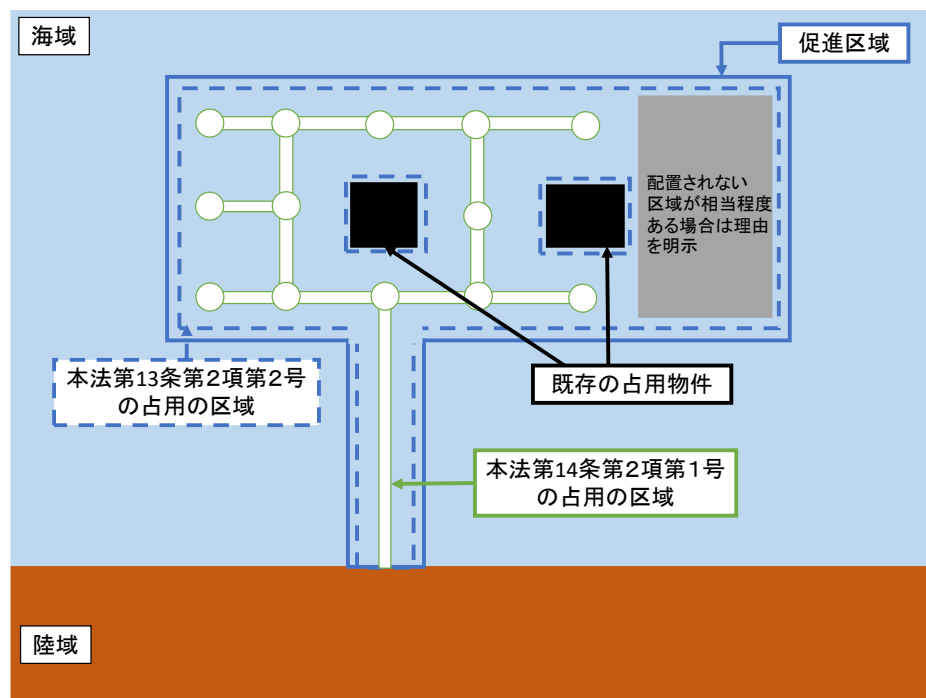 海域
促進区域
配置されない
区域が相当程度
ある場合は理由
を明示
本法第13条第２項第２号
の占用の区域
既存の占用物件
本法第14条第２項第１号
の占用の区域
陸域